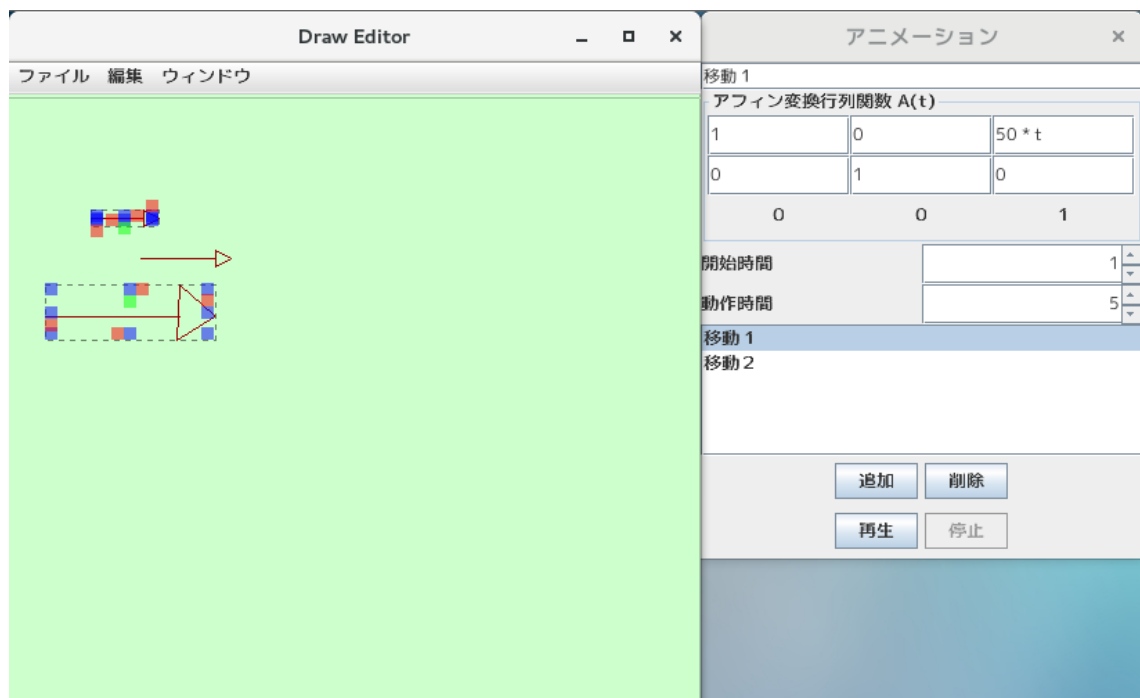 Draw Editor
ファイル 編集 ウィンドウ
アニメーション
移動 1
アフィン変換行列関数 A(t)
1 0 50 * t
0 1 0
0 0 1
開始時間 1
動作時間 5
移動 1
移動２
追加 削除
再生 停止